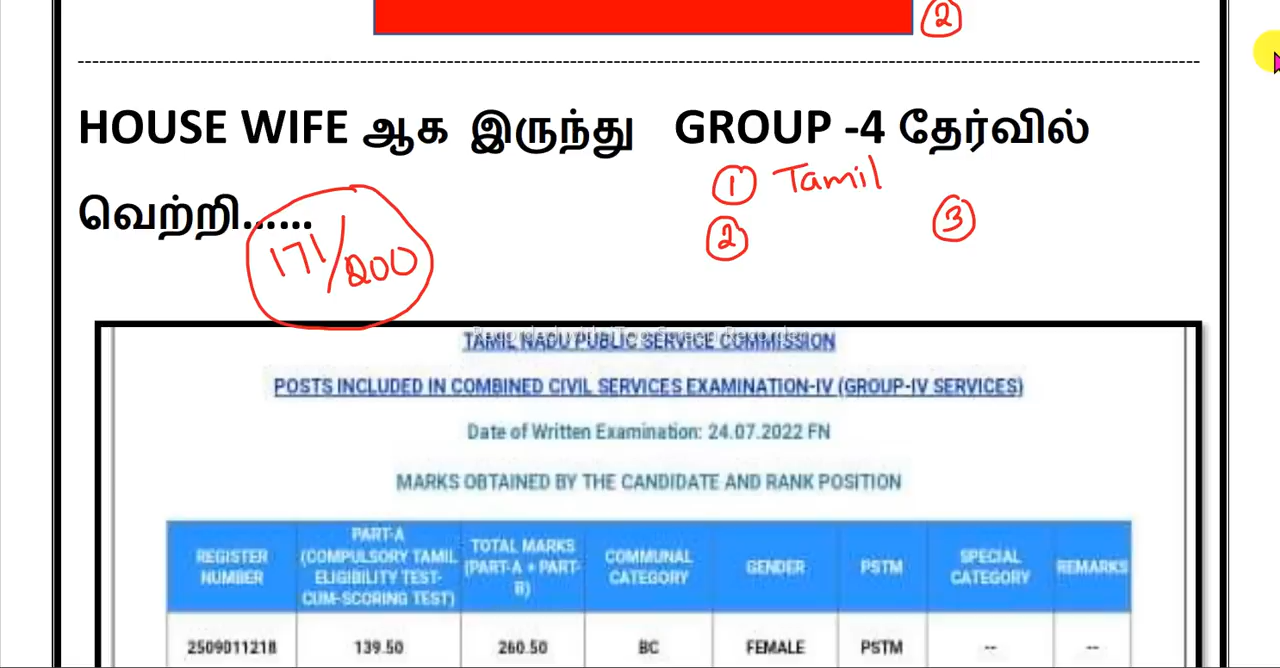 ②
HOUSE WIFE ஆக இருந்து GROUP -4 தேர்வில்
① Tamil
வெற்றி......
② ③
171/200
TAMIL NADU PUBLIC SERVICE COMMISSION
POSTS INCLUDED IN COMBINED CIVIL SERVICES EXAMINATION-IV (GROUP-IV SERVICES)
Date of Written Examination: 24.07.2022 FN
MARKS OBTAINED BY THE CANDIDATE AND RANK POSITION
REGISTER NUMBER PART-A (COMPULSORY TAMIL ELIGIBILITY TEST-CUM-SCORING TEST) TOTAL MARKS (PART-A + PART-B) COMMUNAL CATEGORY GENDER PSTM SPECIAL CATEGORY REMARKS
2509011218 139.50 260.50 BC FEMALE PSTM -- --